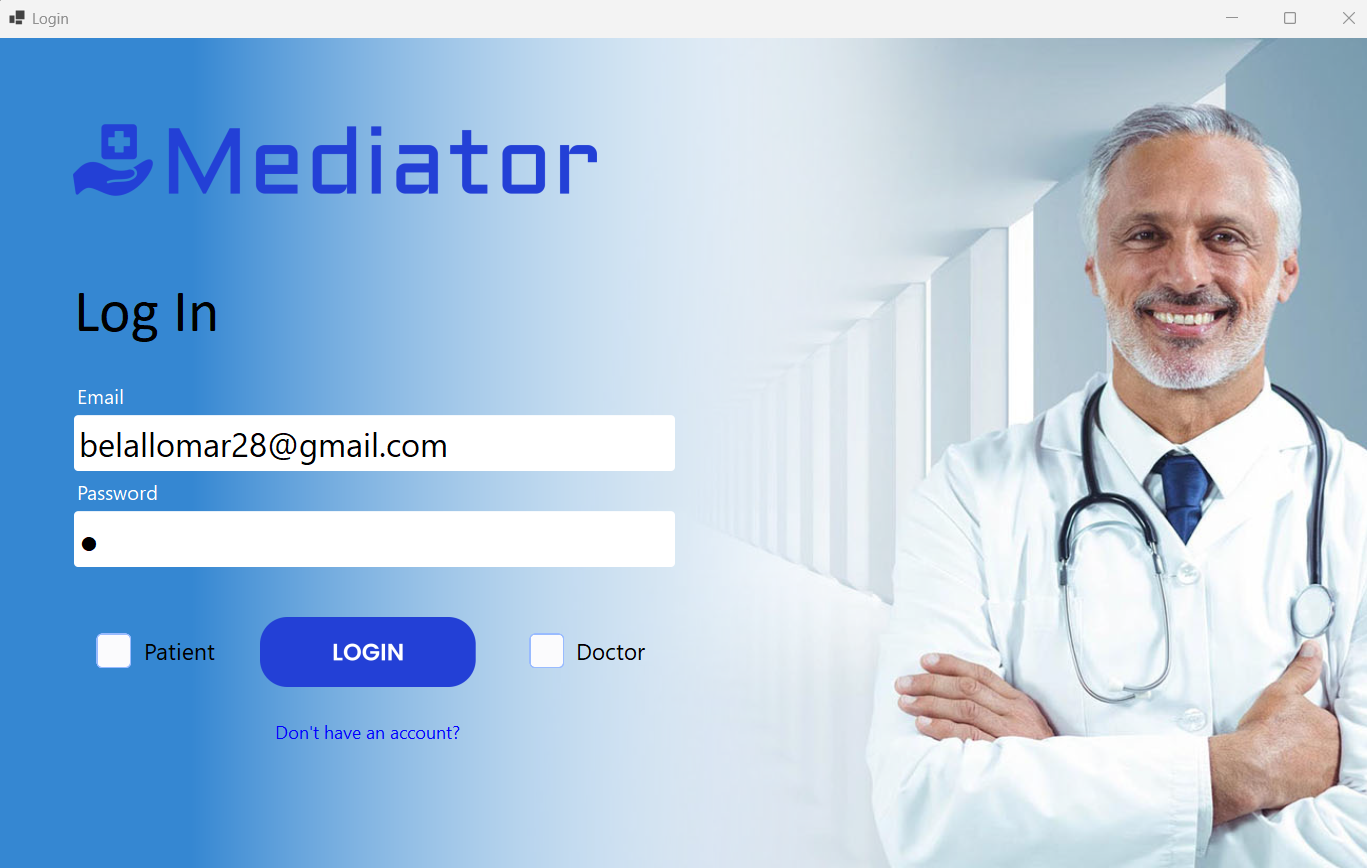 Login
Mediator
Log In
Email
belallomar28@gmail.com
Password
Patient
LOGIN
Doctor
Don't have an account?